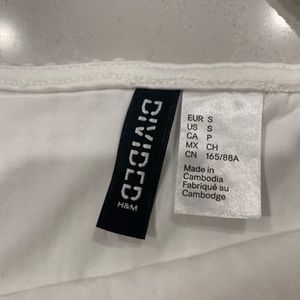 DIVIDED
H&M
EUR S
US S
CA P
MX CH
CN 165/88A
Made in
Cambodia
Fabriqué au
Cambodge